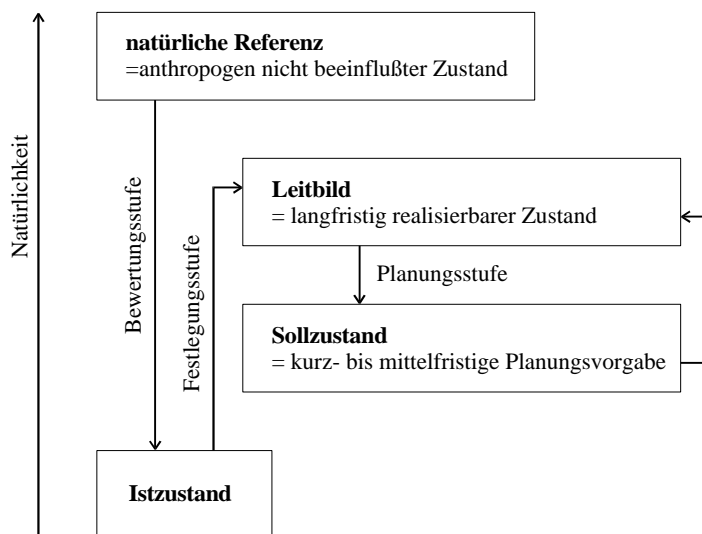 natürliche Referenz
=anthropogen nicht beeinflußter Zustand
Natürlichkeit
Bewertungsstufe
Festlegungsstufe
Leitbild
= langfristig realisierbarer Zustand
Planungsstufe
Sollzustand
= kurz- bis mittelfristige Planungsvorgabe
Istzustand